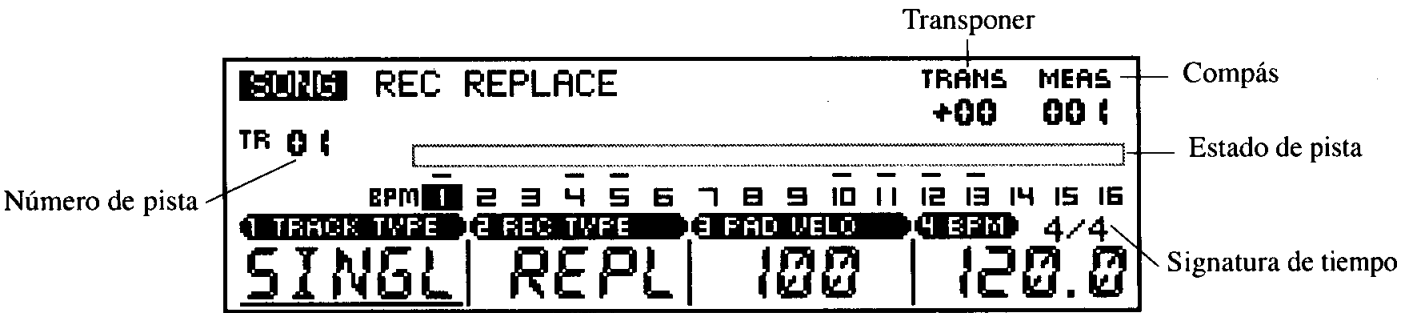 Transponer
SONG REC REPLACE TRANS MEAS
Compás
+00 001
TR 01
Estado de pista
Número de pista
BPM 1 2 3 4 5 6 7 8 9 10 11 12 13 14 15 16
1 TRACK TYPE 2 REC TYPE 3 PAD VELO 4 BPM 4/4
SINGL REPL 100 120.0
Signatura de tiempo